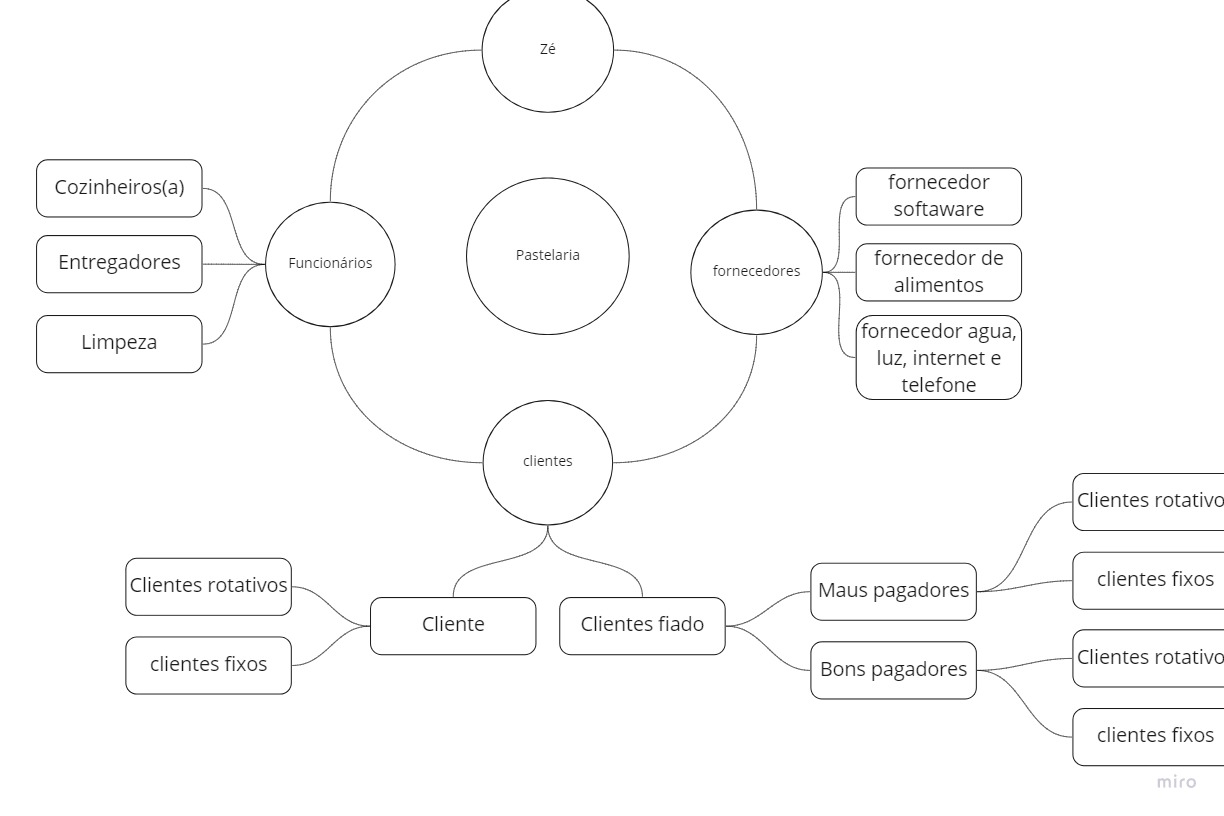 Zé
Cozinheiros(a)
Entregadores
Limpeza
Funcionários
Pastelaria
fornecedores
fornecedor
softaware
fornecedor de
alimentos
fornecedor agua,
luz, internet e
telefone
clientes
Clientes rotativos
clientes fixos
Cliente
Clientes fiado
Maus pagadores
Bons pagadores
Clientes rotativo
clientes fixos
Clientes rotativo
clientes fixos
miro